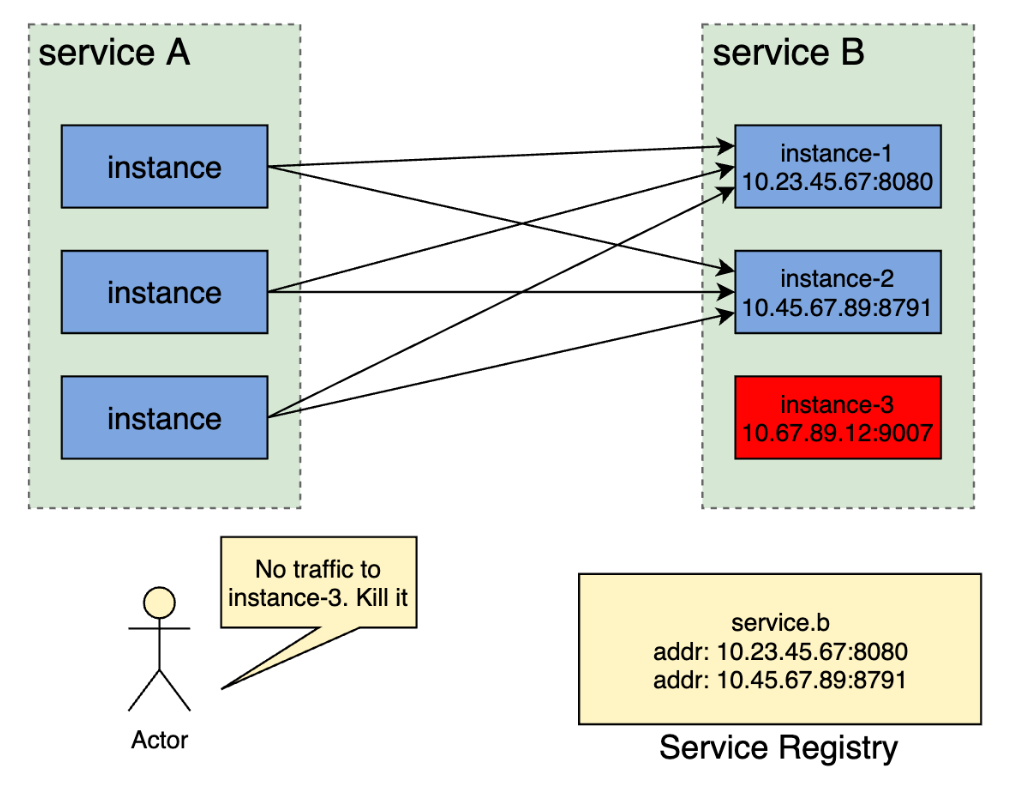 service A
service B
instance
instance
instance
instance-1
10.23.45.67:8080
instance-2
10.45.67.89:8791
instance-3
10.67.89.12:9007
No traffic to
instance-3. Kill it
Actor
service.b
addr: 10.23.45.67:8080
addr: 10.45.67.89:8791
Service Registry